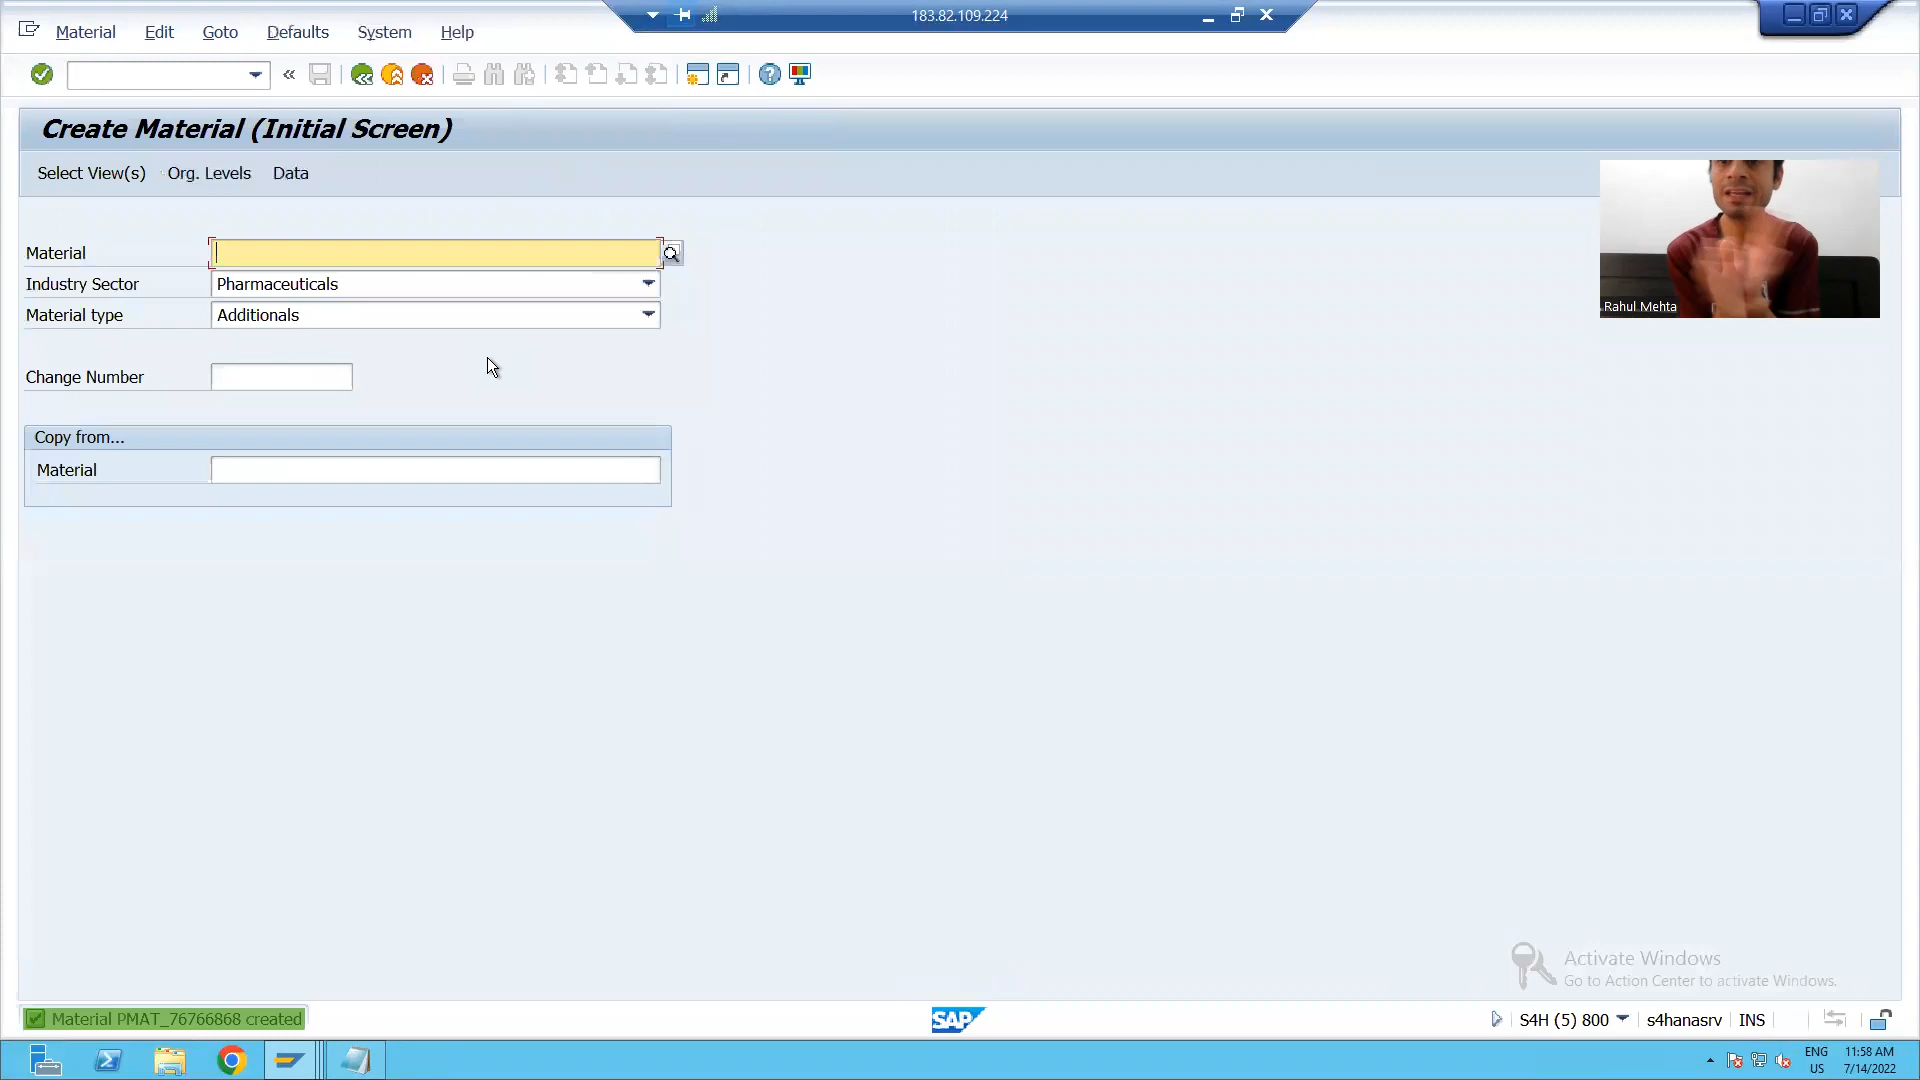 183.82.109.224
Material Edit Goto Defaults System Help
Create Material (Initial Screen)
Select View(s) Org. Levels Data
Material
Industry Sector Pharmaceuticals
Material type Additionals
Change Number
Copy from...
Material
Rahul Mehta
Activate Windows
Go to Action Center to activate Windows.
Material PMAT_76766868 created
SAP
S4H (5) 800 s4hanasrv INS
ENG 11:58 AM
US 7/14/2022